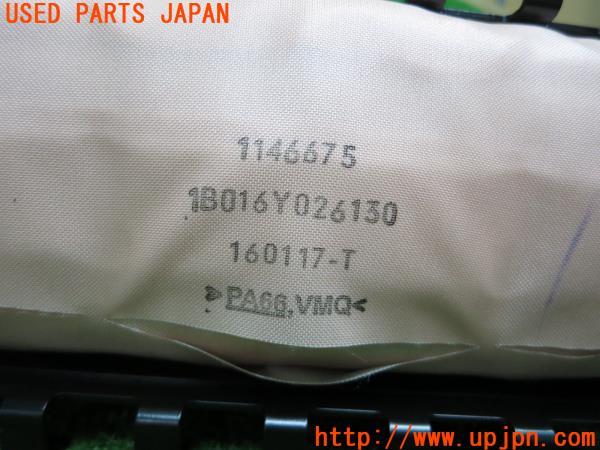 USED PARTS JAPAN
1146675
1B016Y026130
160117-T
>PA66,VMQ<
http://www.upjpn.com